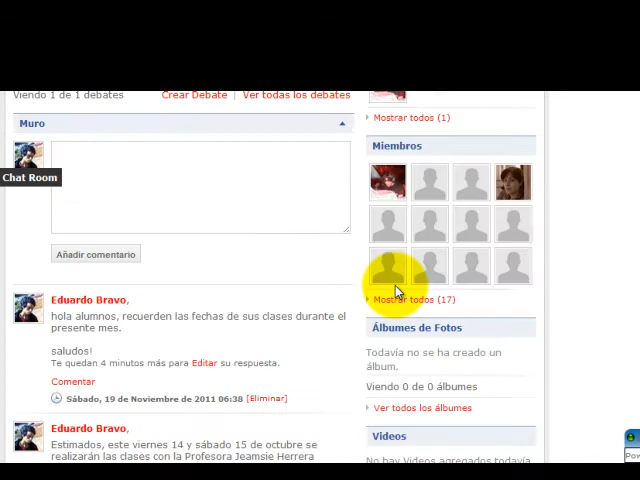 Viendo 1 de 1 debates
Crear Debate | Ver todas los debates
Muro
Chat Room
Añadir comentario
Eduardo Bravo,
hola alumnos, recuerden las fechas de sus clases durante el
presente mes.
saludos!
Te quedan 4 minutos más para Editar su respuesta.
Comentar
Sábado, 19 de Noviembre de 2011 06:38 [Eliminar]
Eduardo Bravo,
Estimados, este viernes 14 y sábado 15 de octubre se
realizarán las clases con la Profesora Jeamsie Herrera
Mostrar todos (1)
Miembros
Mostrar todos (17)
Álbumes de Fotos
Todavía no se ha creado un
álbum.
Viendo 0 de 0 álbumes
Ver todos los álbumes
Videos
No hay Videos agregados todavía